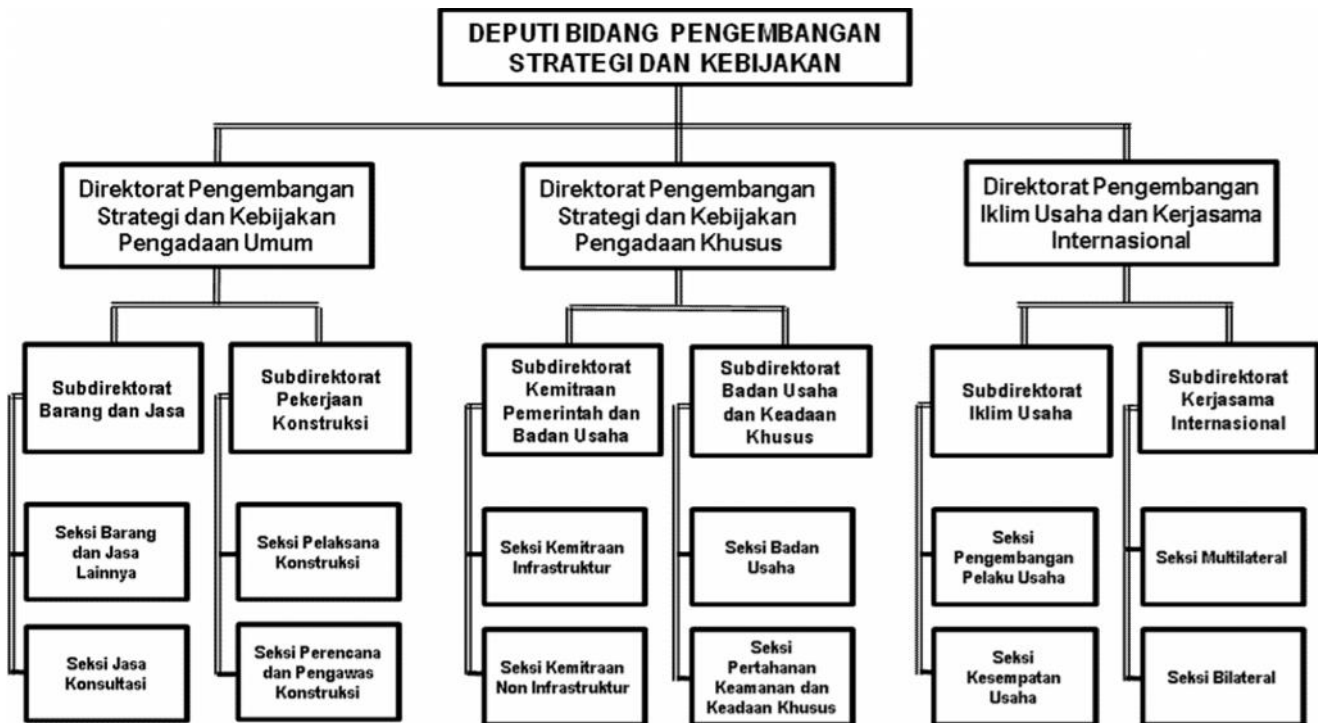 DEPUTI BIDANG PENGEMBANGAN
STRATEGI DAN KEBIJAKAN
Direktorat Pengembangan
Strategi dan Kebijakan
Pengadaan Umum
Direktorat Pengembangan
Strategi dan Kebijakan
Pengadaan Khusus
Direktorat Pengembangan
Iklim Usaha dan Kerjasama
Internasional
Subdirektorat
Barang dan Jasa
Subdirektorat
Pekerjaan
Konstruksi
Subdirektorat
Kemitraan
Pemerintah dan
Badan Usaha
Subdirektorat
Badan Usaha
dan Keadaan
Khusus
Subdirektorat
Iklim Usaha
Subdirektorat
Kerjasama
Internasional
Seksi Barang
dan Jasa
Lainnya
Seksi Pelaksana
Konstruksi
Seksi Kemitraan
Infrastruktur
Seksi Badan
Usaha
Seksi
Pengembangan
Pelaku Usaha
Seksi Multilateral
Seksi Jasa
Konsultasi
Seksi Perencana
dan Pengawas
Konstruksi
Seksi Kemitraan
Non Infrastruktur
Seksi
Pertahanan
Keamanan dan
Keadaan Khusus
Seksi
Kesempatan
Usaha
Seksi Bilateral